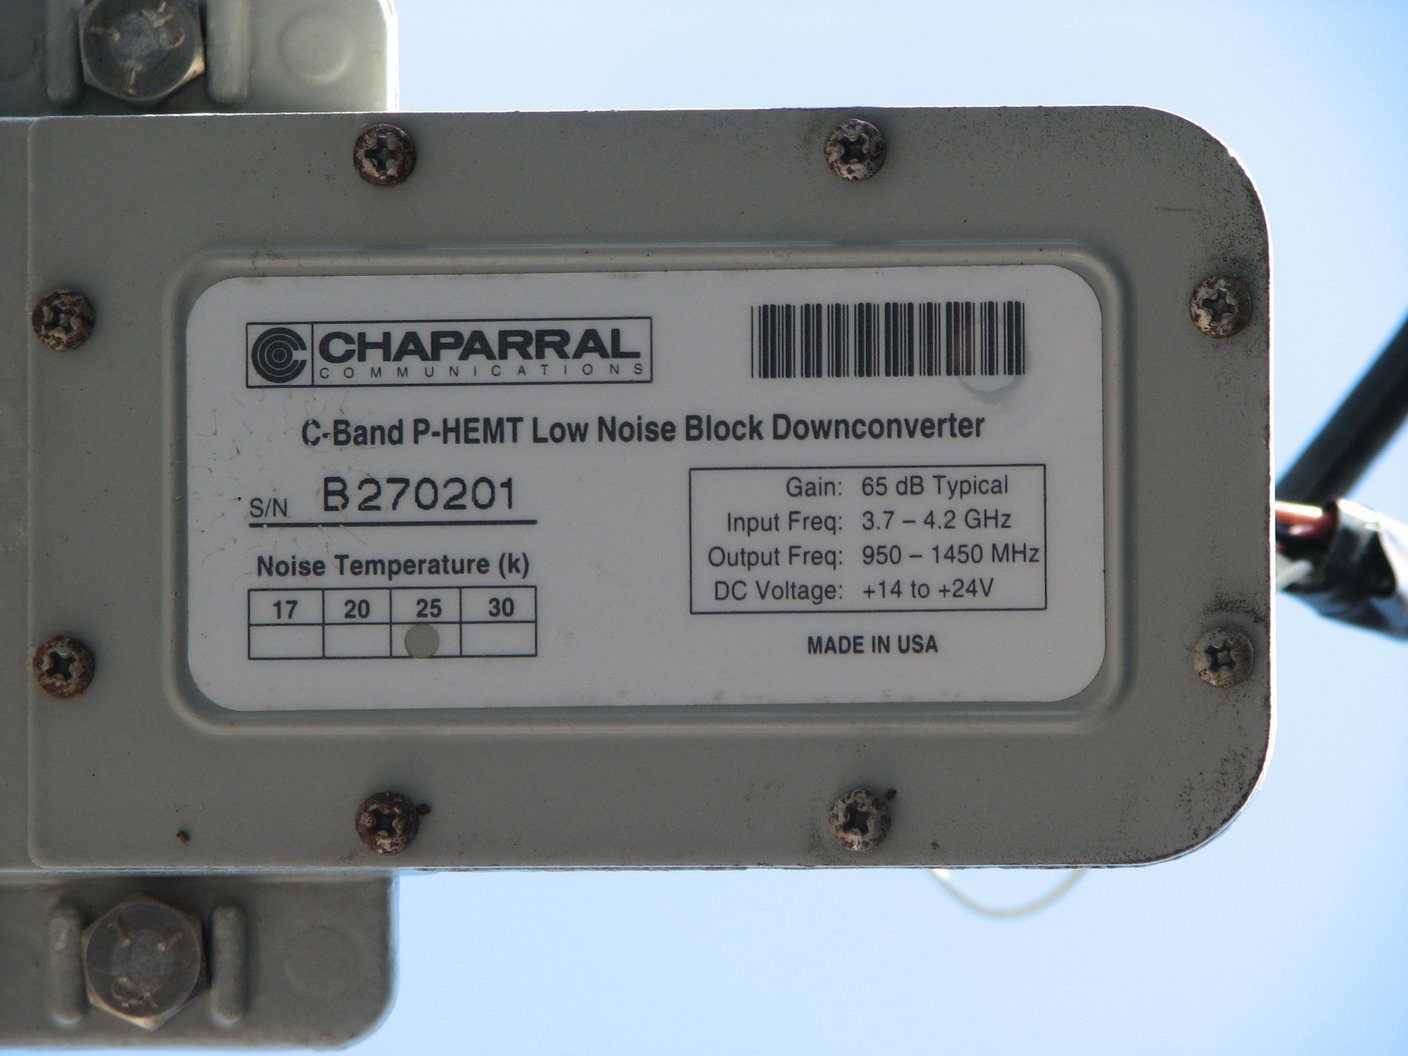 CHAPARRAL
COMMUNICATIONS
C-Band P-HEMT Low Noise Block Downconverter
S/N B270201
Noise Temperature (k)
17 20 25 30
Gain: 65 dB Typical
Input Freq: 3.7 – 4.2 GHz
Output Freq: 950 – 1450 MHz
DC Voltage: +14 to +24V
MADE IN USA